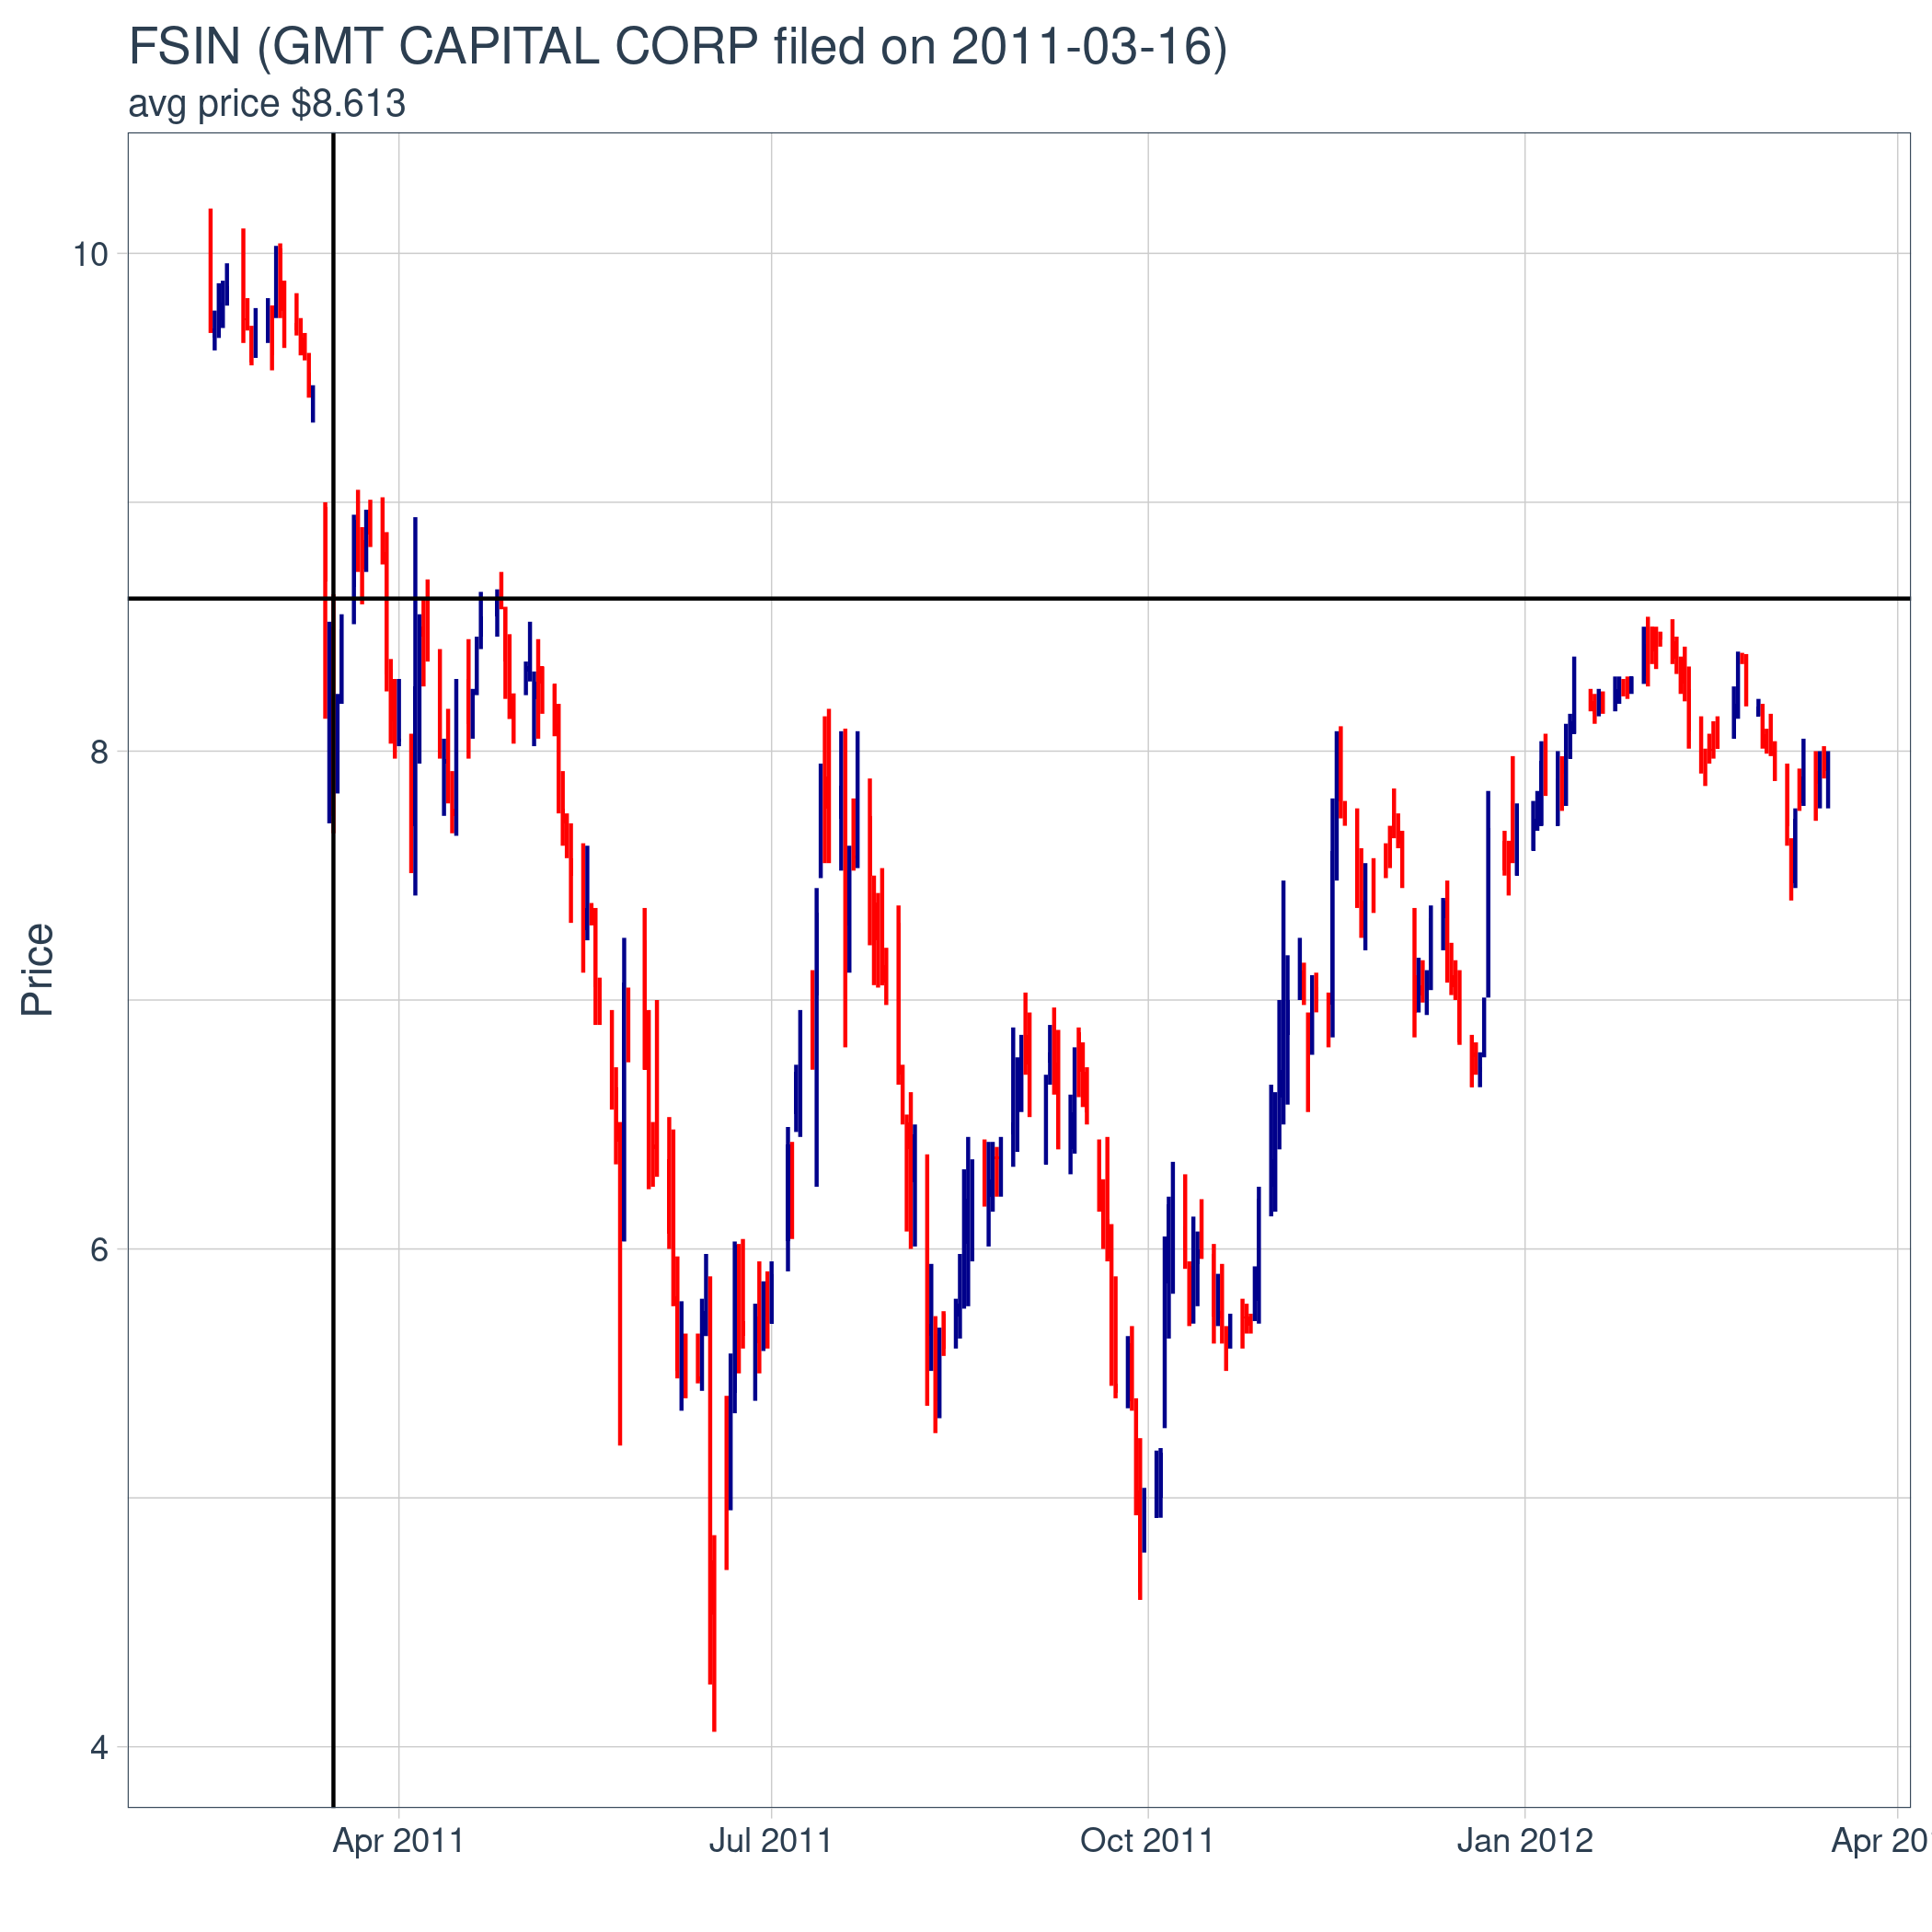 FSIN (GMT CAPITAL CORP filed on 2011-03-16)
avg price $8.613
10
8
6
4
Price
Apr 2011
Jul 2011
Oct 2011
Jan 2012
Apr 20